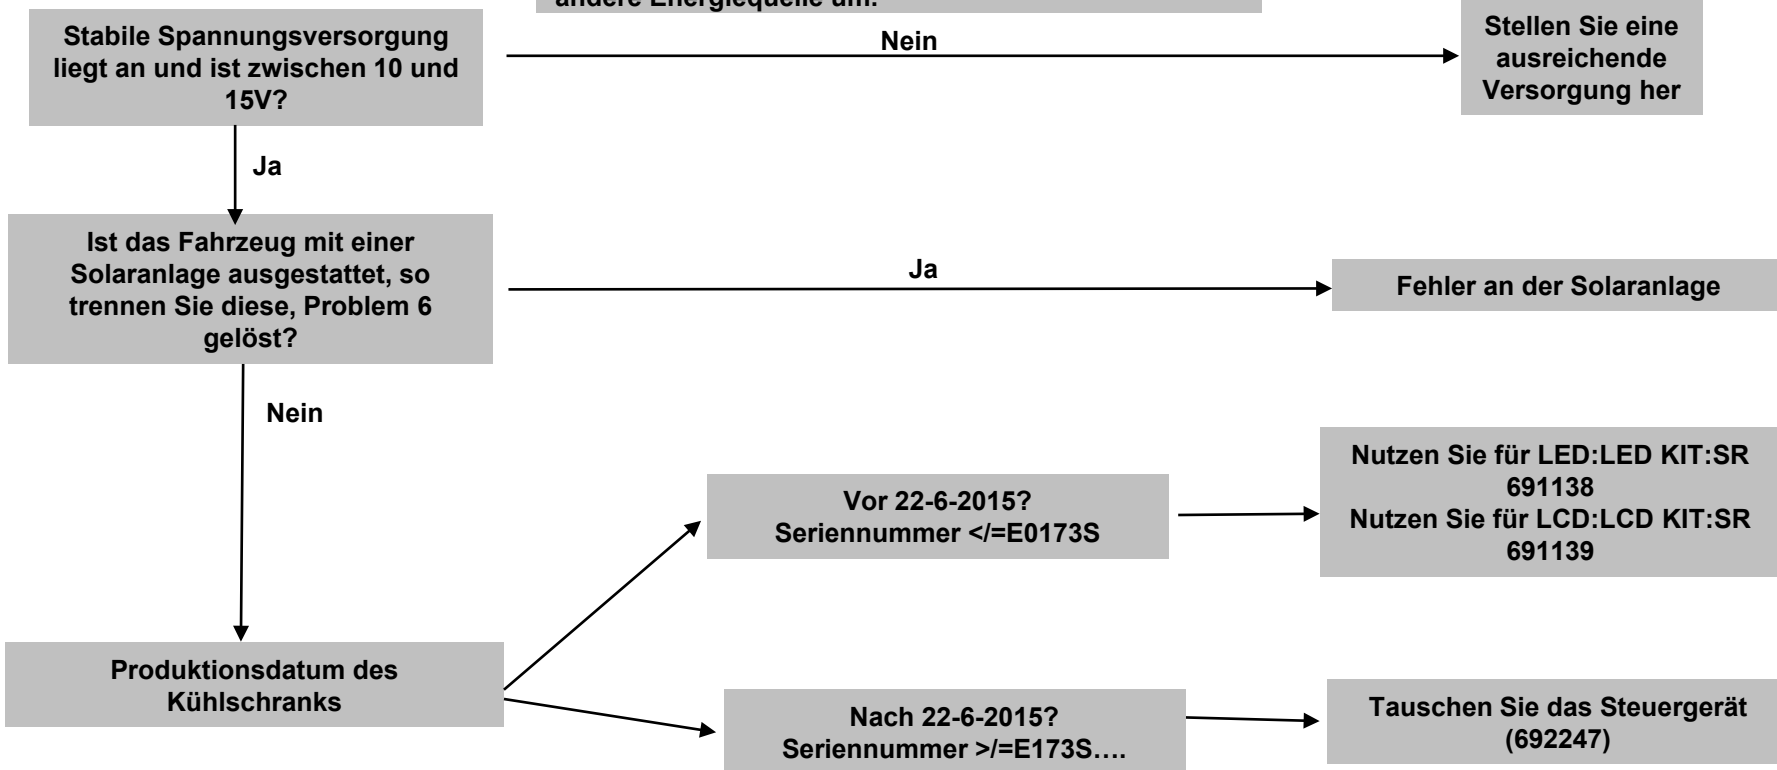 andere Energiequelle um.
Stabile Spannungsversorgung
liegt an und ist zwischen 10 und
15V?
Nein
Stellen Sie eine
ausreichende
Versorgung her
Ja
Ist das Fahrzeug mit einer
Solaranlage ausgestattet, so
trennen Sie diese, Problem 6
gelöst?
Ja
Fehler an der Solaranlage
Nein
Vor 22-6-2015?
Seriennummer </=E0173S
Nutzen Sie für LED:LED KIT:SR
691138
Nutzen Sie für LCD:LCD KIT:SR
691139
Produktionsdatum des
Kühlschranks
Nach 22-6-2015?
Seriennummer >/=E173S….
Tauschen Sie das Steuergerät
(692247)